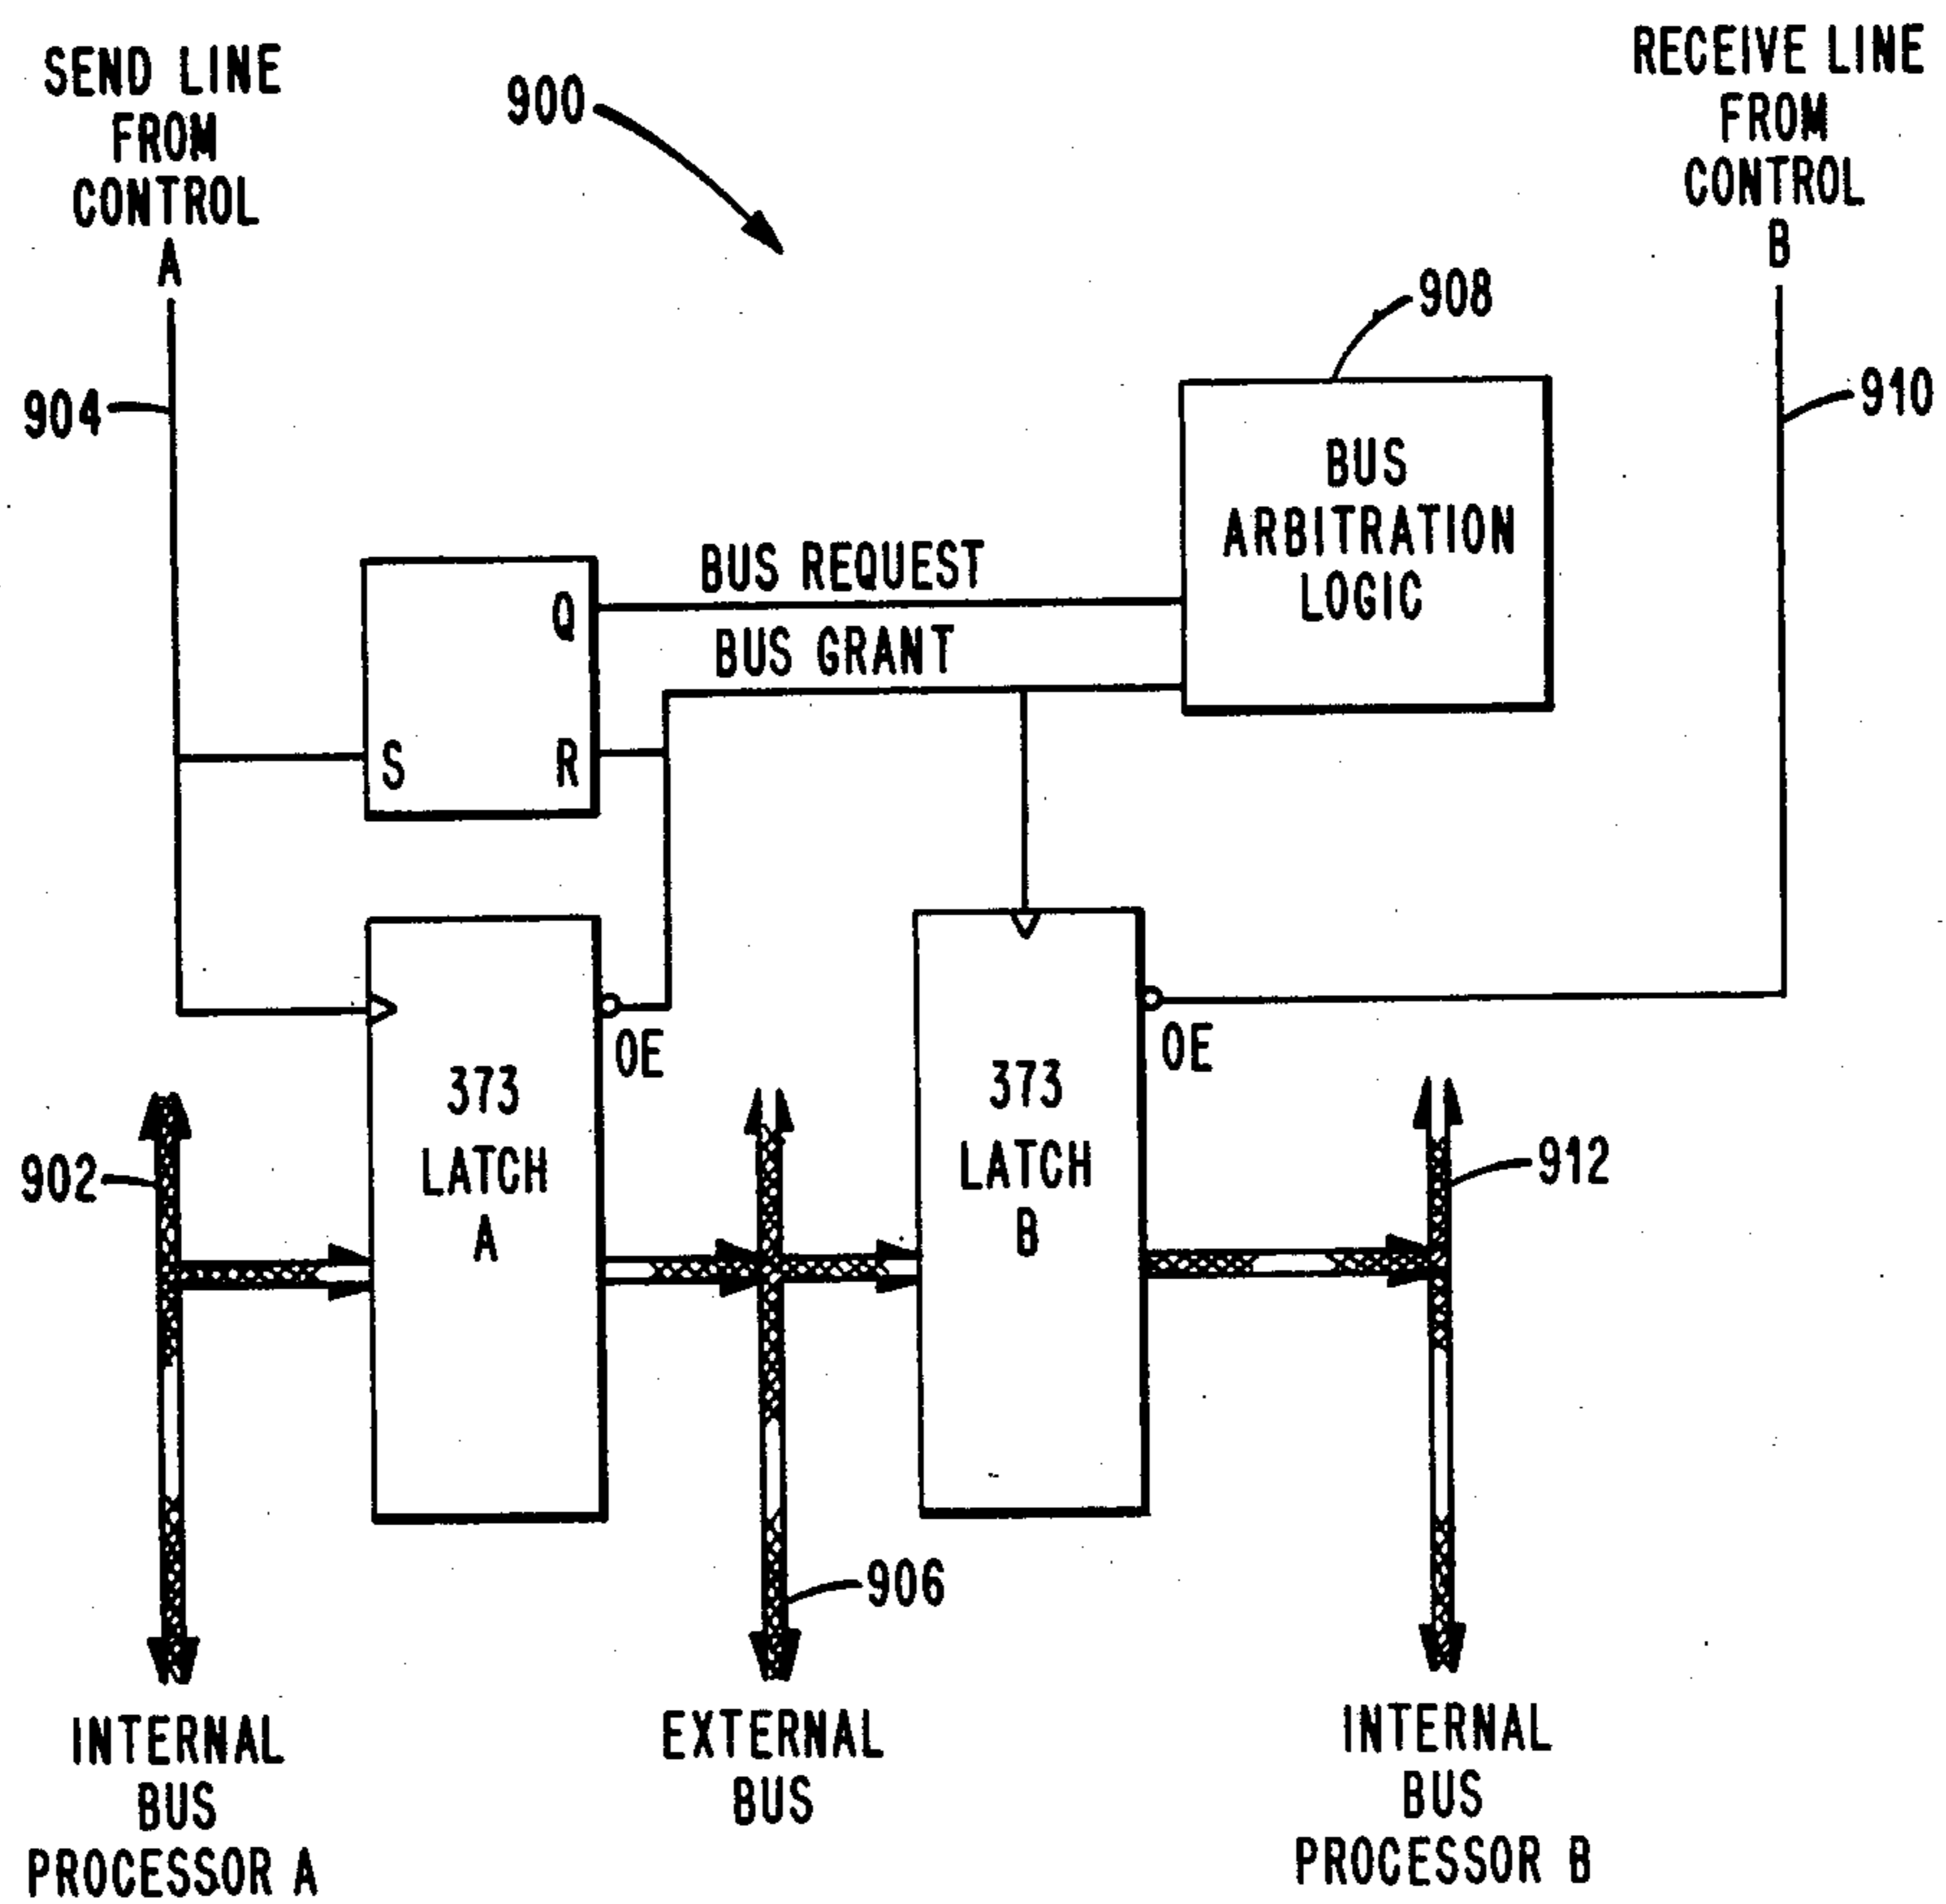 SEND LINE
FROM
CONTROL
A
900
RECEIVE LINE
FROM
CONTROL
B
908
904
910
BUS
ARBITRATION
LOGIC
BUS REQUEST
Q
BUS GRANT
S
R
OE
OE
373
LATCH
A
373
LATCH
B
902
912
906
INTERNAL
BUS
PROCESSOR A
EXTERNAL
BUS
INTERNAL
BUS
PROCESSOR B